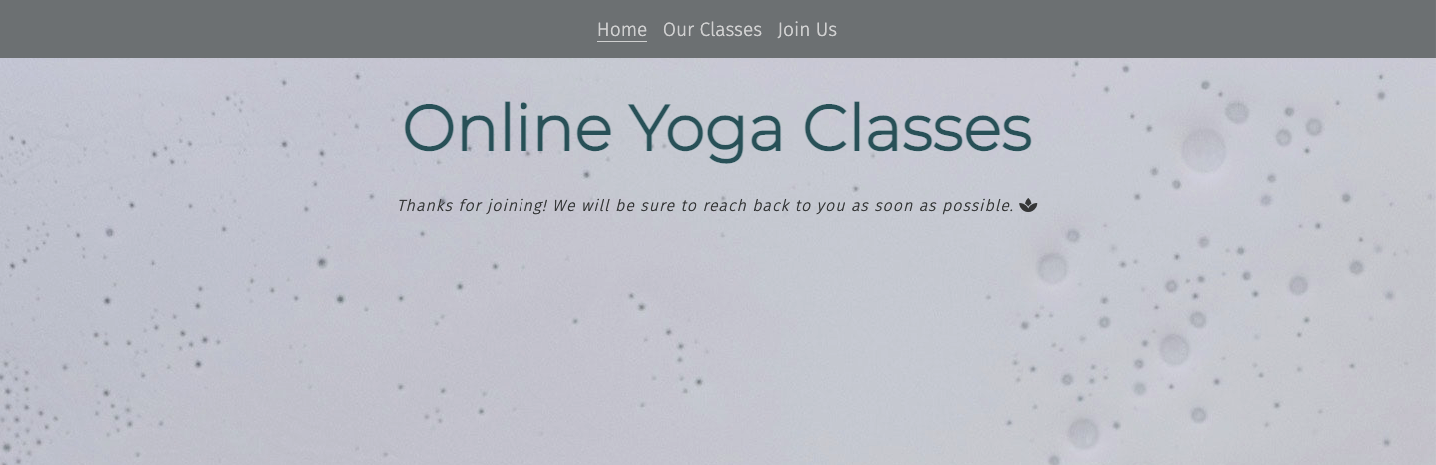 Home Our Classes Join Us
Online Yoga Classes
Thanks for joining! We will be sure to reach back to you as soon as possible.